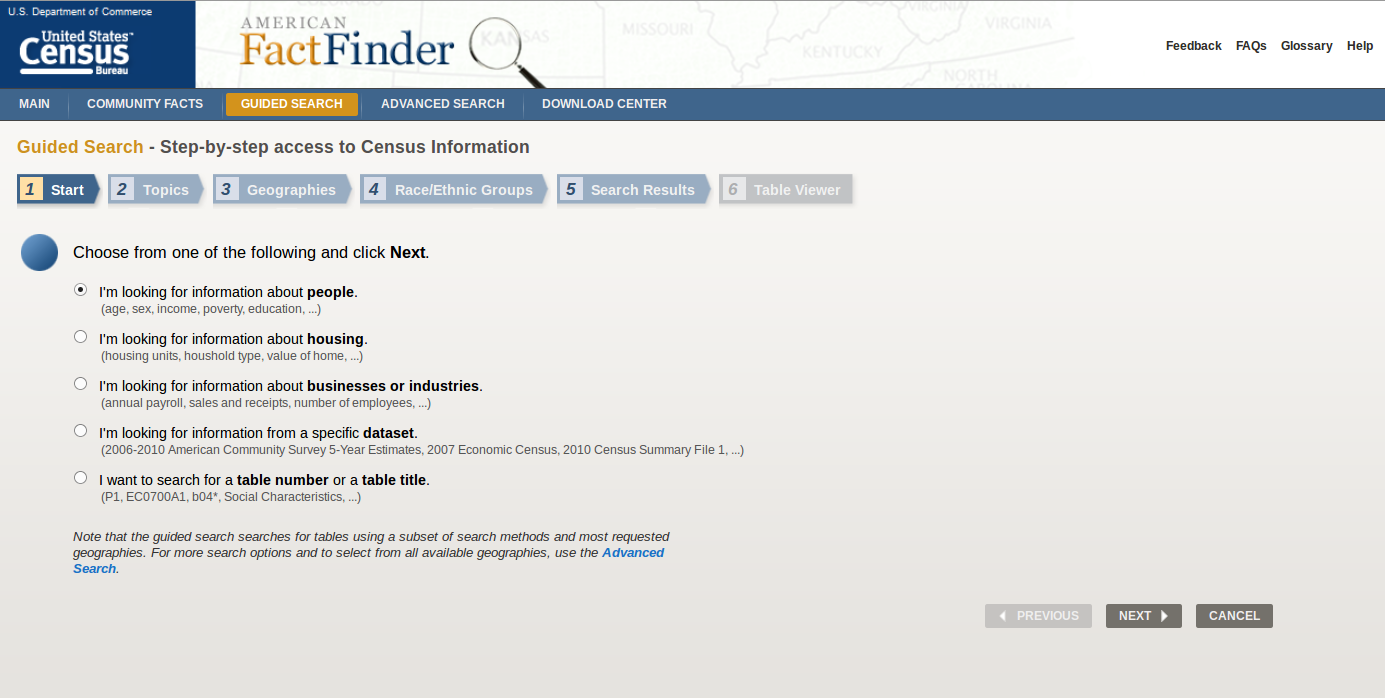 U.S. Department of Commerce
United States™
Census
Bureau
AMERICAN
FactFinder
COLORADO
KANSAS
MISSOURI
KENTUCKY
VIRGINIA
VIRGINIA
NORTH
CAROLINA
Feedback FAQs Glossary Help
MAIN COMMUNITY FACTS GUIDED SEARCH ADVANCED SEARCH DOWNLOAD CENTER
Guided Search - Step-by-step access to Census Information
1 Start 2 Topics 3 Geographies 4 Race/Ethnic Groups 5 Search Results 6 Table Viewer
Choose from one of the following and click Next.
I'm looking for information about people.
(age, sex, income, poverty, education, ...)
I'm looking for information about housing.
(housing units, houshold type, value of home, ...)
I'm looking for information about businesses or industries.
(annual payroll, sales and receipts, number of employees, ...)
I'm looking for information from a specific dataset.
(2006-2010 American Community Survey 5-Year Estimates, 2007 Economic Census, 2010 Census Summary File 1, ...)
I want to search for a table number or a table title.
(P1, EC0700A1, b04*, Social Characteristics, ...)
Note that the guided search searches for tables using a subset of search methods and most requested
geographies. For more search options and to select from all available geographies, use the Advanced
Search.
PREVIOUS NEXT CANCEL